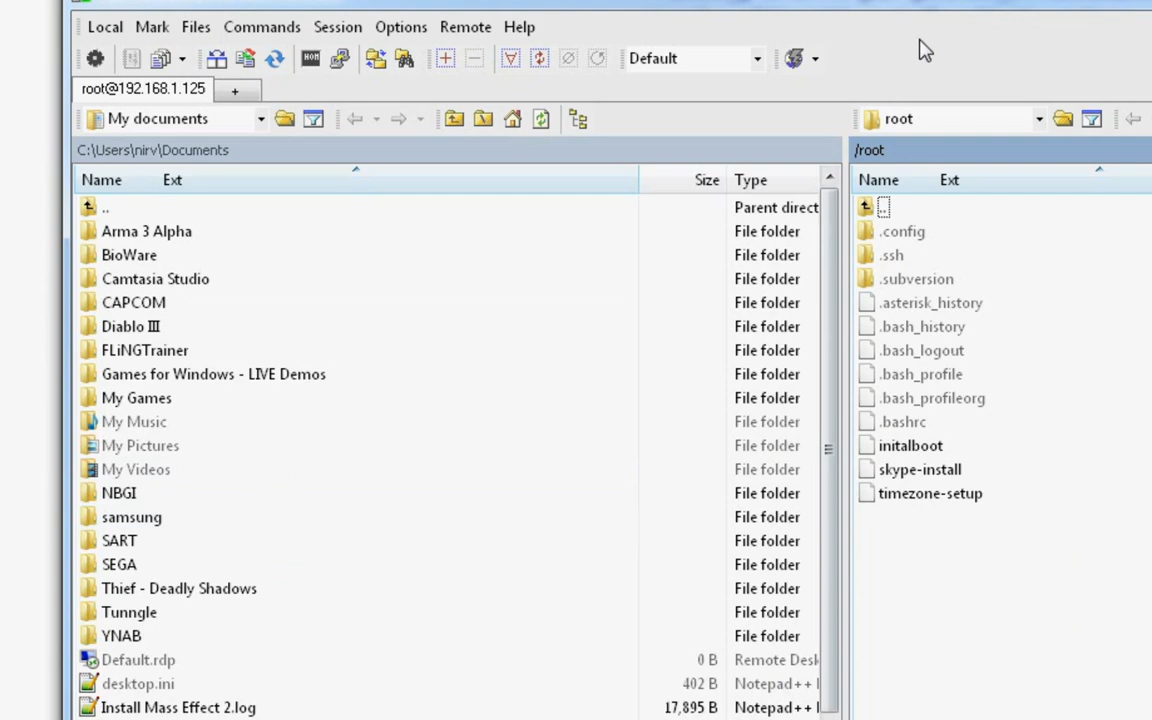 Local Mark Files Commands Session Options Remote Help
Default
root@192.168.1.125 +
My documents root
C:\Users\nirv\Documents /root
Name Ext Size Type Name Ext
.. Parent direct ..
Arma 3 Alpha File folder .config
BioWare File folder .ssh
Camtasia Studio File folder .subversion
CAPCOM File folder .asterisk_history
Diablo III File folder .bash_history
FLiNGTrainer File folder .bash_logout
Games for Windows - LIVE Demos File folder .bash_profile
My Games File folder .bash_profileorg
My Music File folder .bashrc
My Pictures File folder initalboot
My Videos File folder skype-install
NBGI File folder timezone-setup
samsung File folder
SART File folder
SEGA File folder
Thief - Deadly Shadows File folder
Tunngle File folder
YNAB File folder
Default.rdp 0 B Remote Desk
desktop.ini 402 B Notepad++
Install Mass Effect 2.log 17,895 B Notepad++